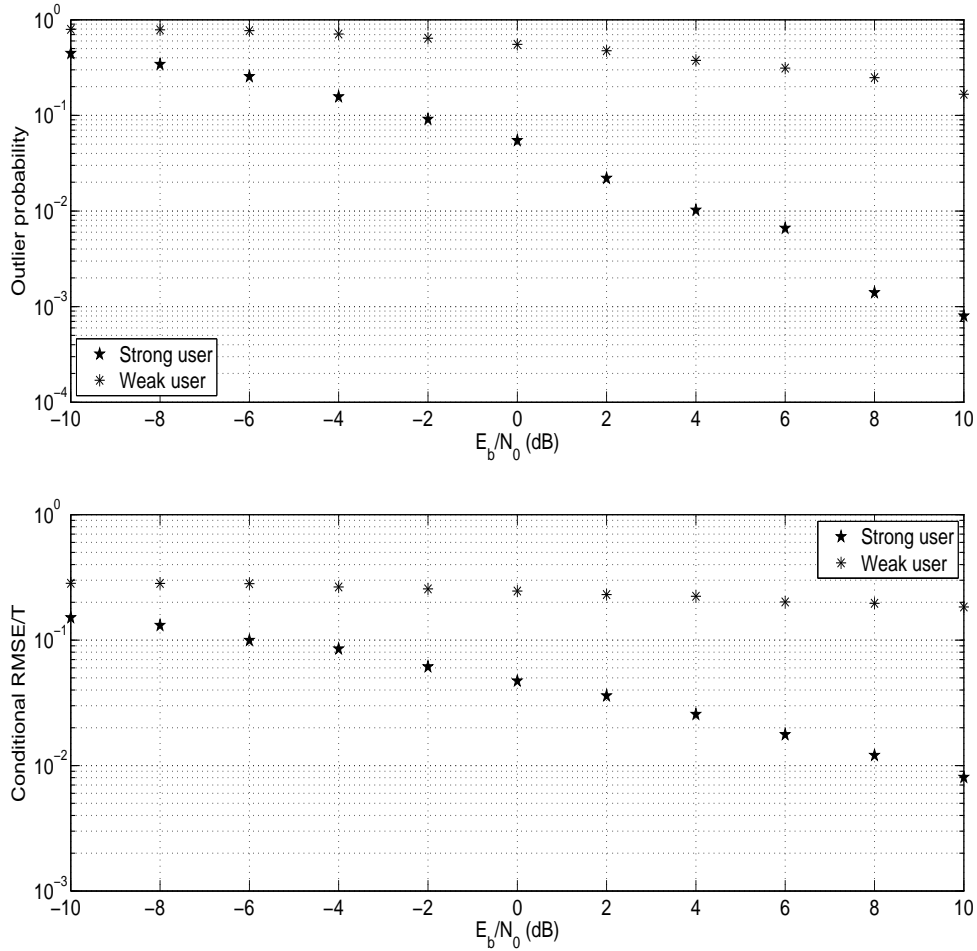 10^0
10^-1
10^-2
10^-3
10^-4
Outlier probability
Strong user
Weak user
−10 −8 −6 −4 −2 0 2 4 6 8 10
E_b/N_0 (dB)
10^0
10^-1
10^-2
10^-3
Conditional RMSE/T
Strong user
Weak user
−10 −8 −6 −4 −2 0 2 4 6 8 10
E_b/N_0 (dB)